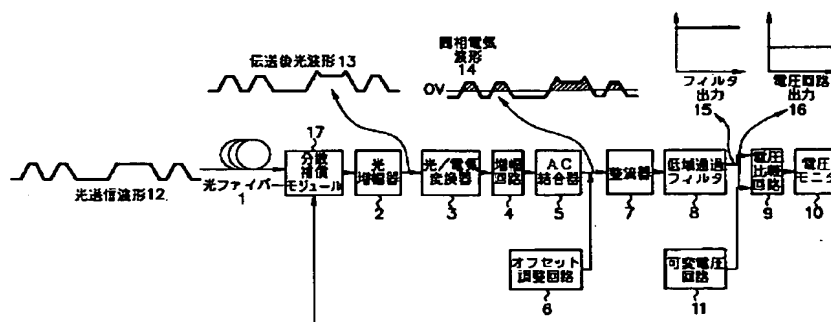 伝送後光波形13
同相電気
波形
14
0V
フィルタ
出力
15
電圧回路
出力
16
光送信波形12
光ファイバー
1
17
分散
補償
モジュール
光
増幅器
2
光/電気
変換器
3
増幅
回路
4
AC
結合器
5
整流器
7
低域通過
フィルタ
8
電圧
比較
回路
9
電圧
モニタ
10
オフセット
調整回路
6
可変電圧
回路
11